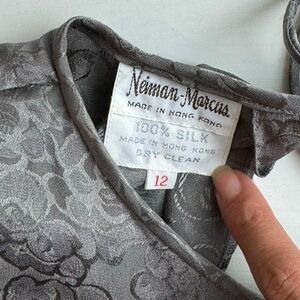 Neiman-Marcus
MADE IN HONG KONG
100% SILK
MADE IN HONG KONG
DRY CLEAN
12